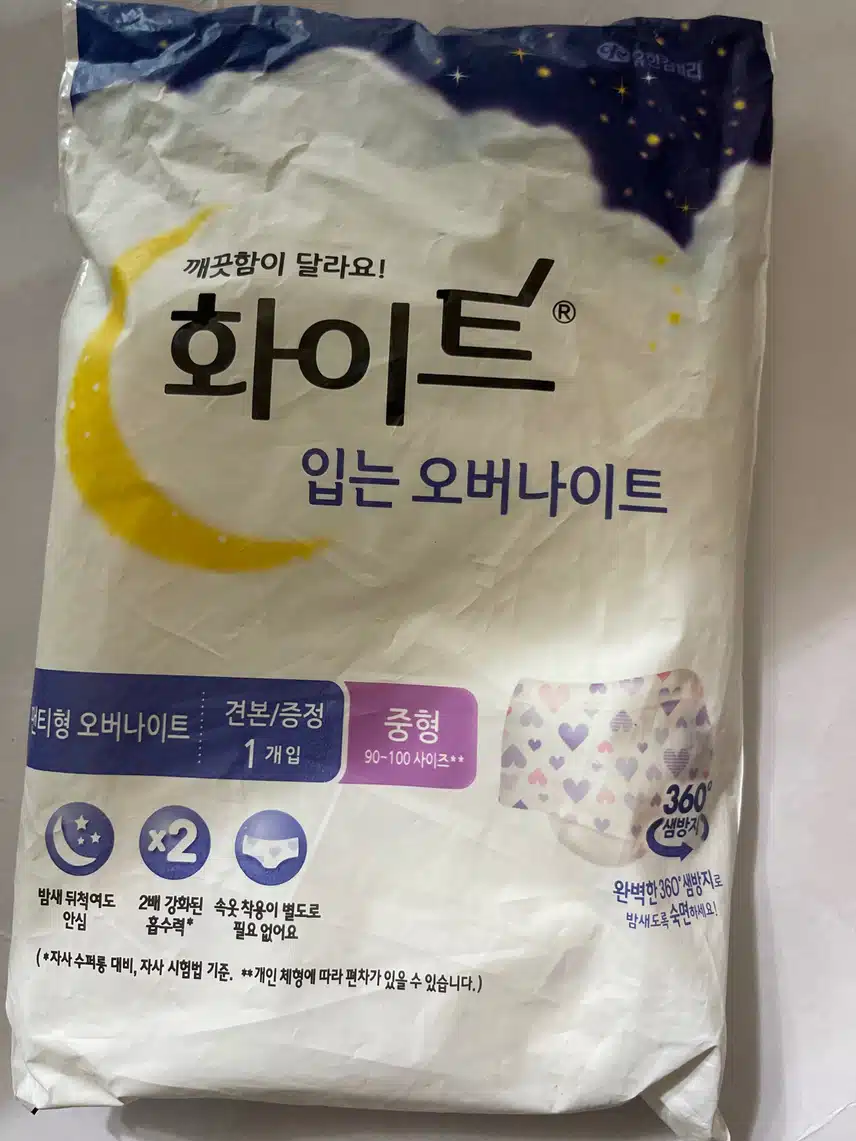 유한킴벌리
깨끗함이 달라요!
화이트®
입는 오버나이트
팬티형 오버나이트
견본/증정
1개입
중형
90-100 사이즈**
360°
샘방지
완벽한 360° 샘방지로
밤새도록 숙면하세요!
x2
밤새 뒤척여도
안심
2배 강화된
흡수력*
속옷 착용이 별도로
필요 없어요
(*자사 수퍼롱 대비, 자사 시험법 기준. **개인 체형에 따라 편차가 있을 수 있습니다.)